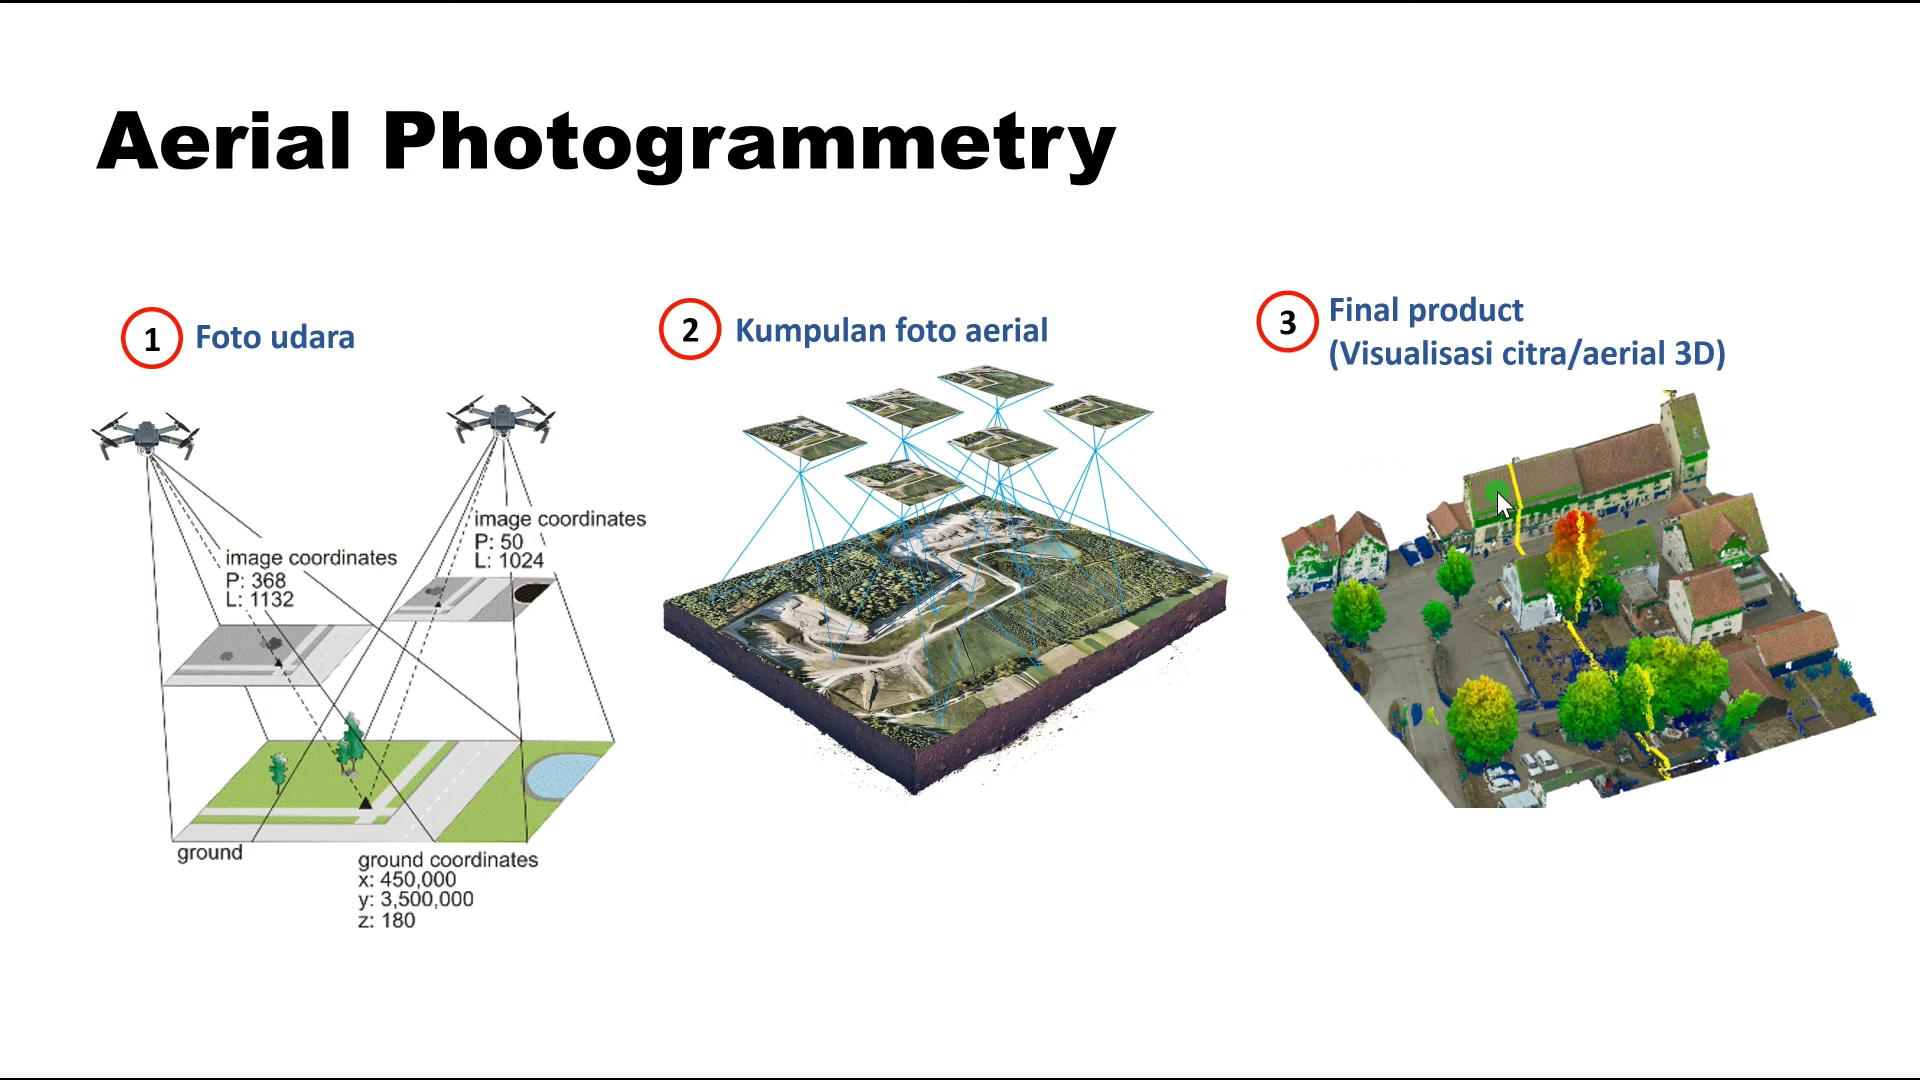 Aerial Photogrammetry
1
Foto udara
image coordinates
P: 368
L: 1132
image coordinates
P: 50
L: 1024
ground
ground coordinates
x: 450,000
y: 3,500,000
z: 180
2
Kumpulan foto aerial
3
Final product
(Visualisasi citra/aerial 3D)